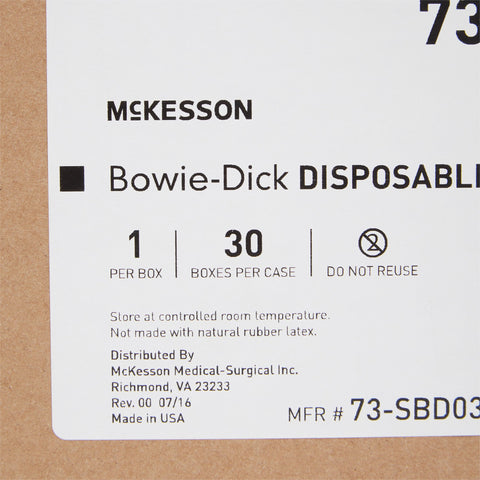 73
McKESSON
Bowie-Dick DISPOSABL
1 30
PER BOX BOXES PER CASE DO NOT REUSE
Store at controlled room temperature.
Not made with natural rubber latex.
Distributed By
McKesson Medical-Surgical Inc.
Richmond, VA 23233
Rev. 00 07/16
Made in USA
MFR # 73-SBD03